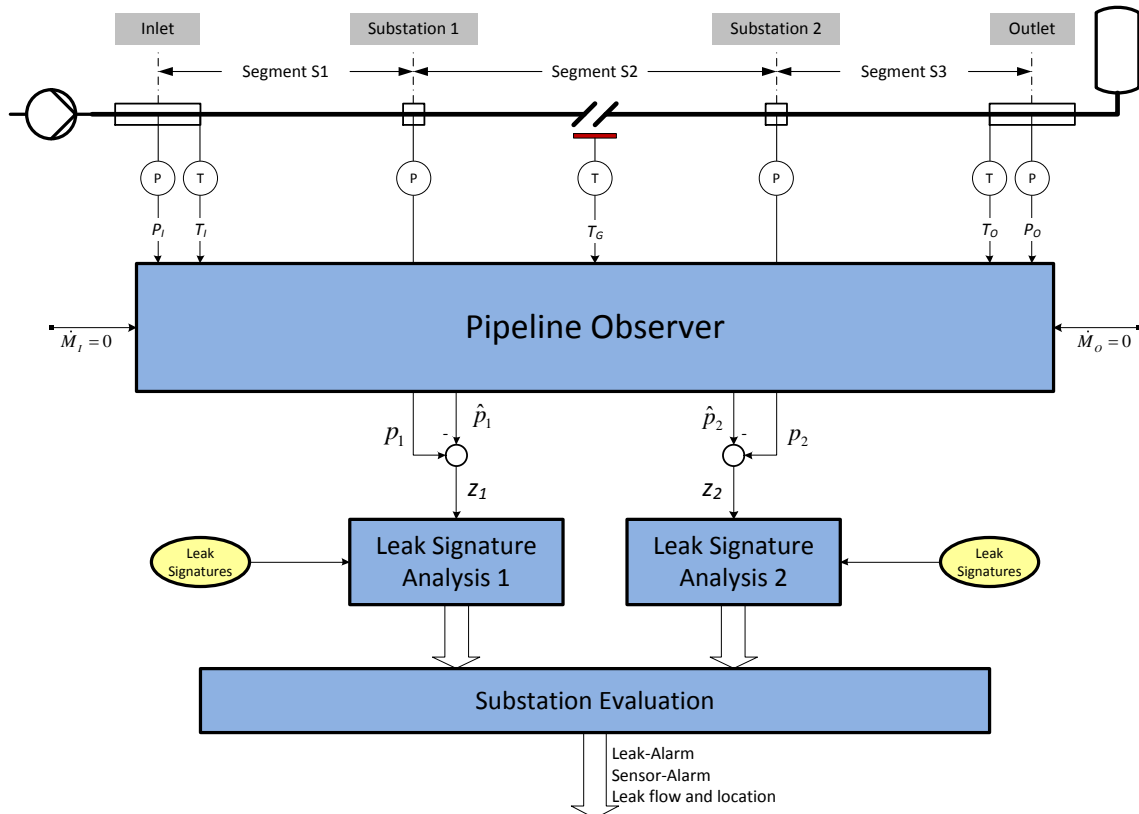 Inlet
Substation 1
Substation 2
Outlet
Segment S1
Segment S2
Segment S3
P
T
P
T
P
T
P
P_I
T_I
T_G
T_O
P_O
Pipeline Observer
Ṁ_I = 0
Ṁ_O = 0
p_1
-
p̂_1
p̂_2
-
p_2
z_1
z_2
Leak
Signatures
Leak Signature
Analysis 1
Leak Signature
Analysis 2
Leak
Signatures
Substation Evaluation
Leak-Alarm
Sensor-Alarm
Leak flow and location